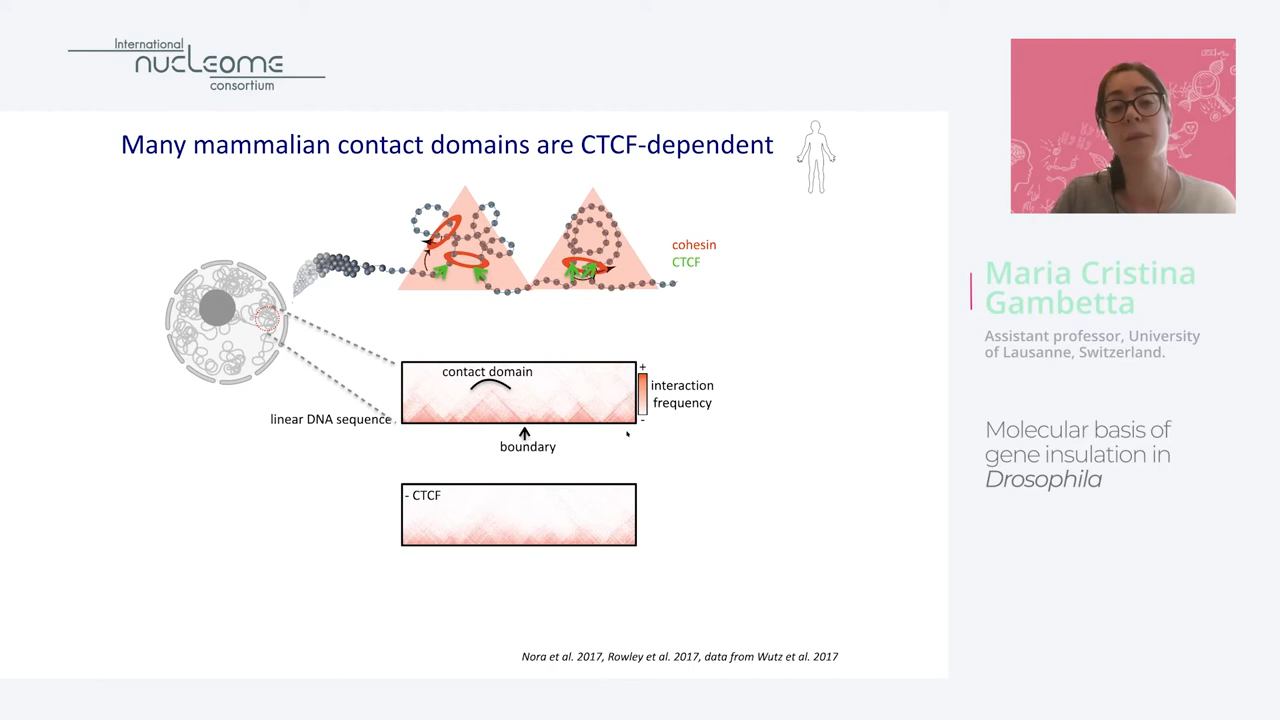 International
nucleome
consortium
Many mammalian contact domains are CTCF-dependent
cohesin
CTCF
contact domain
+
interaction
frequency
-
linear DNA sequence
boundary
- CTCF
Nora et al. 2017, Rowley et al. 2017, data from Wutz et al. 2017
Maria Cristina
Gambetta
Assistant professor, University
of Lausanne, Switzerland.
Molecular basis of
gene insulation in
Drosophila